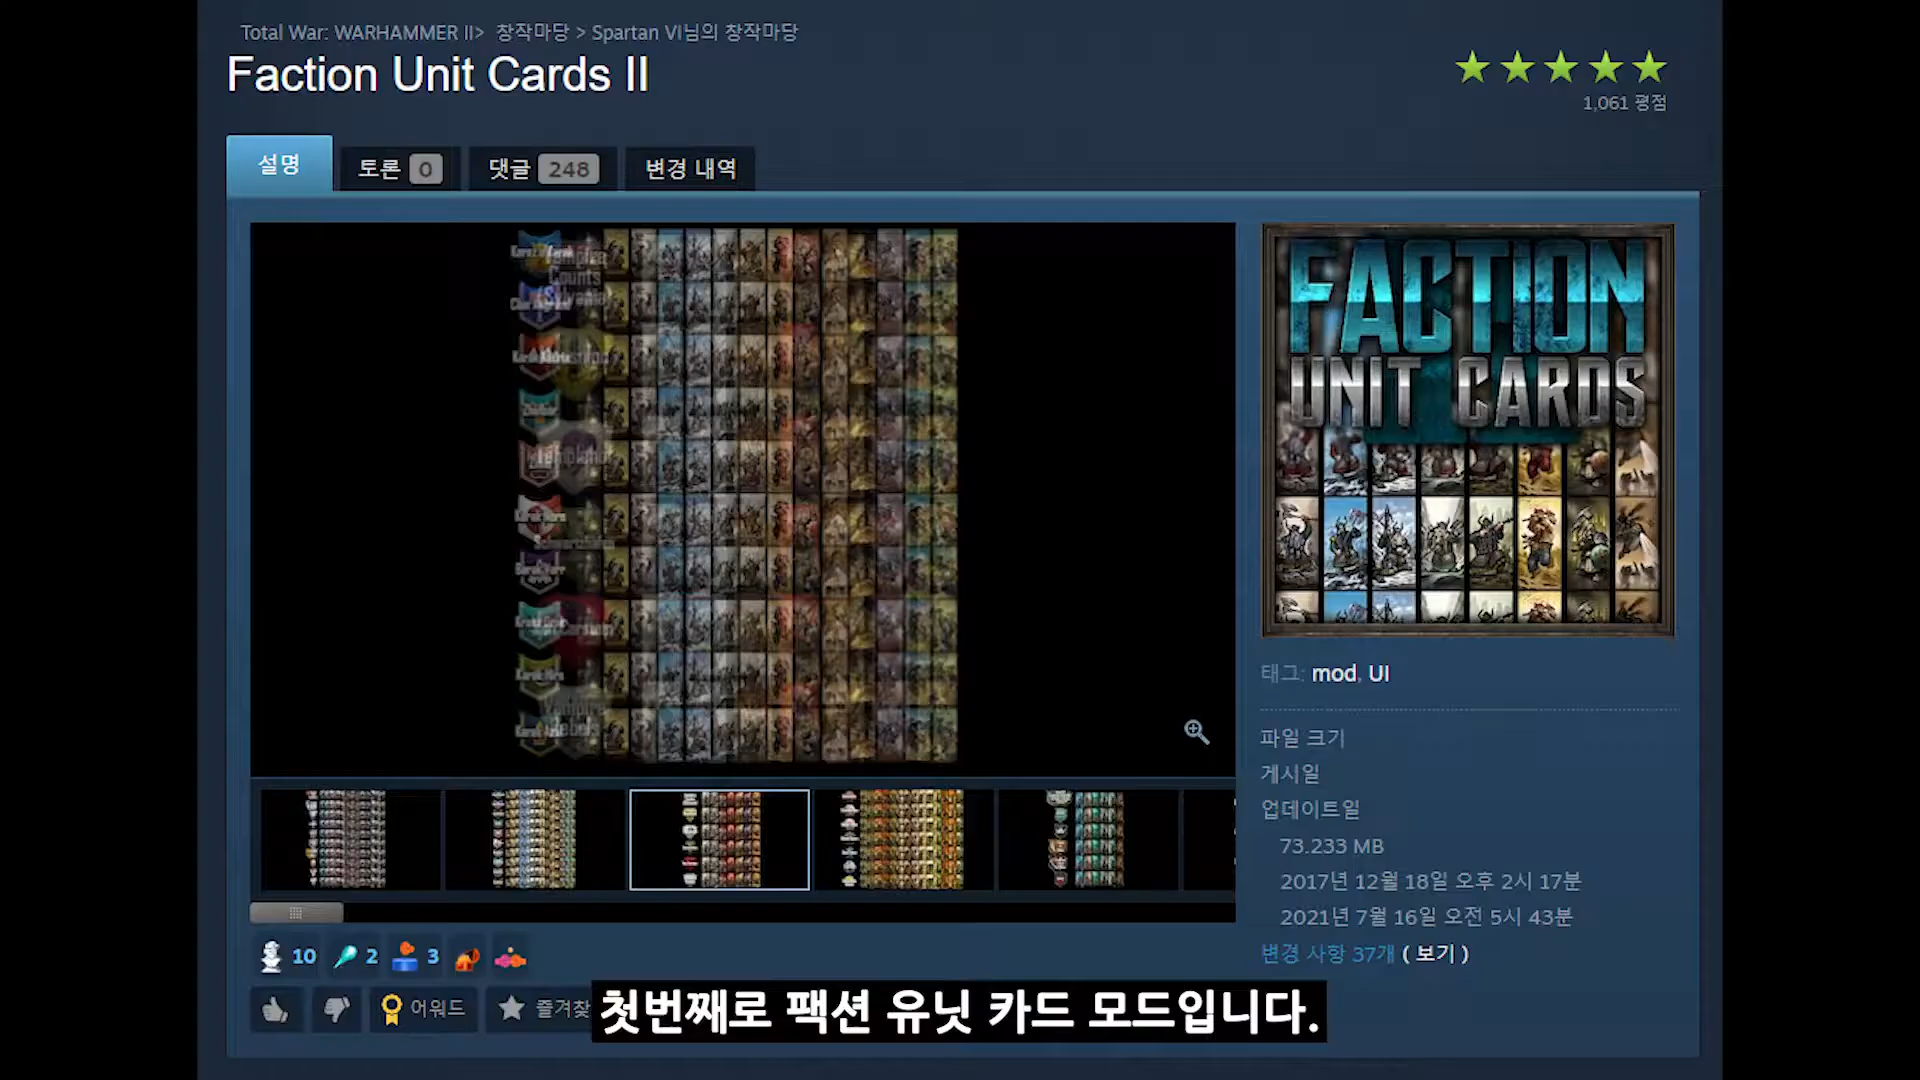 Total War: WARHAMMER II> 창작마당 > Spartan VI님의 창작마당
Faction Unit Cards II
1,061 평점
설명
토론 0
댓글 248
변경 내역
FACTION
UNIT CARDS
태그: mod, UI
파일 크기
게시일
업데이트일
73.233 MB
2017년 12월 18일 오후 2시 17분
2021년 7월 16일 오전 5시 43분
변경 사항 37개 ( 보기 )
10 2 3
어워드
즐겨찾
첫번째로 팩션 유닛 카드 모드입니다.